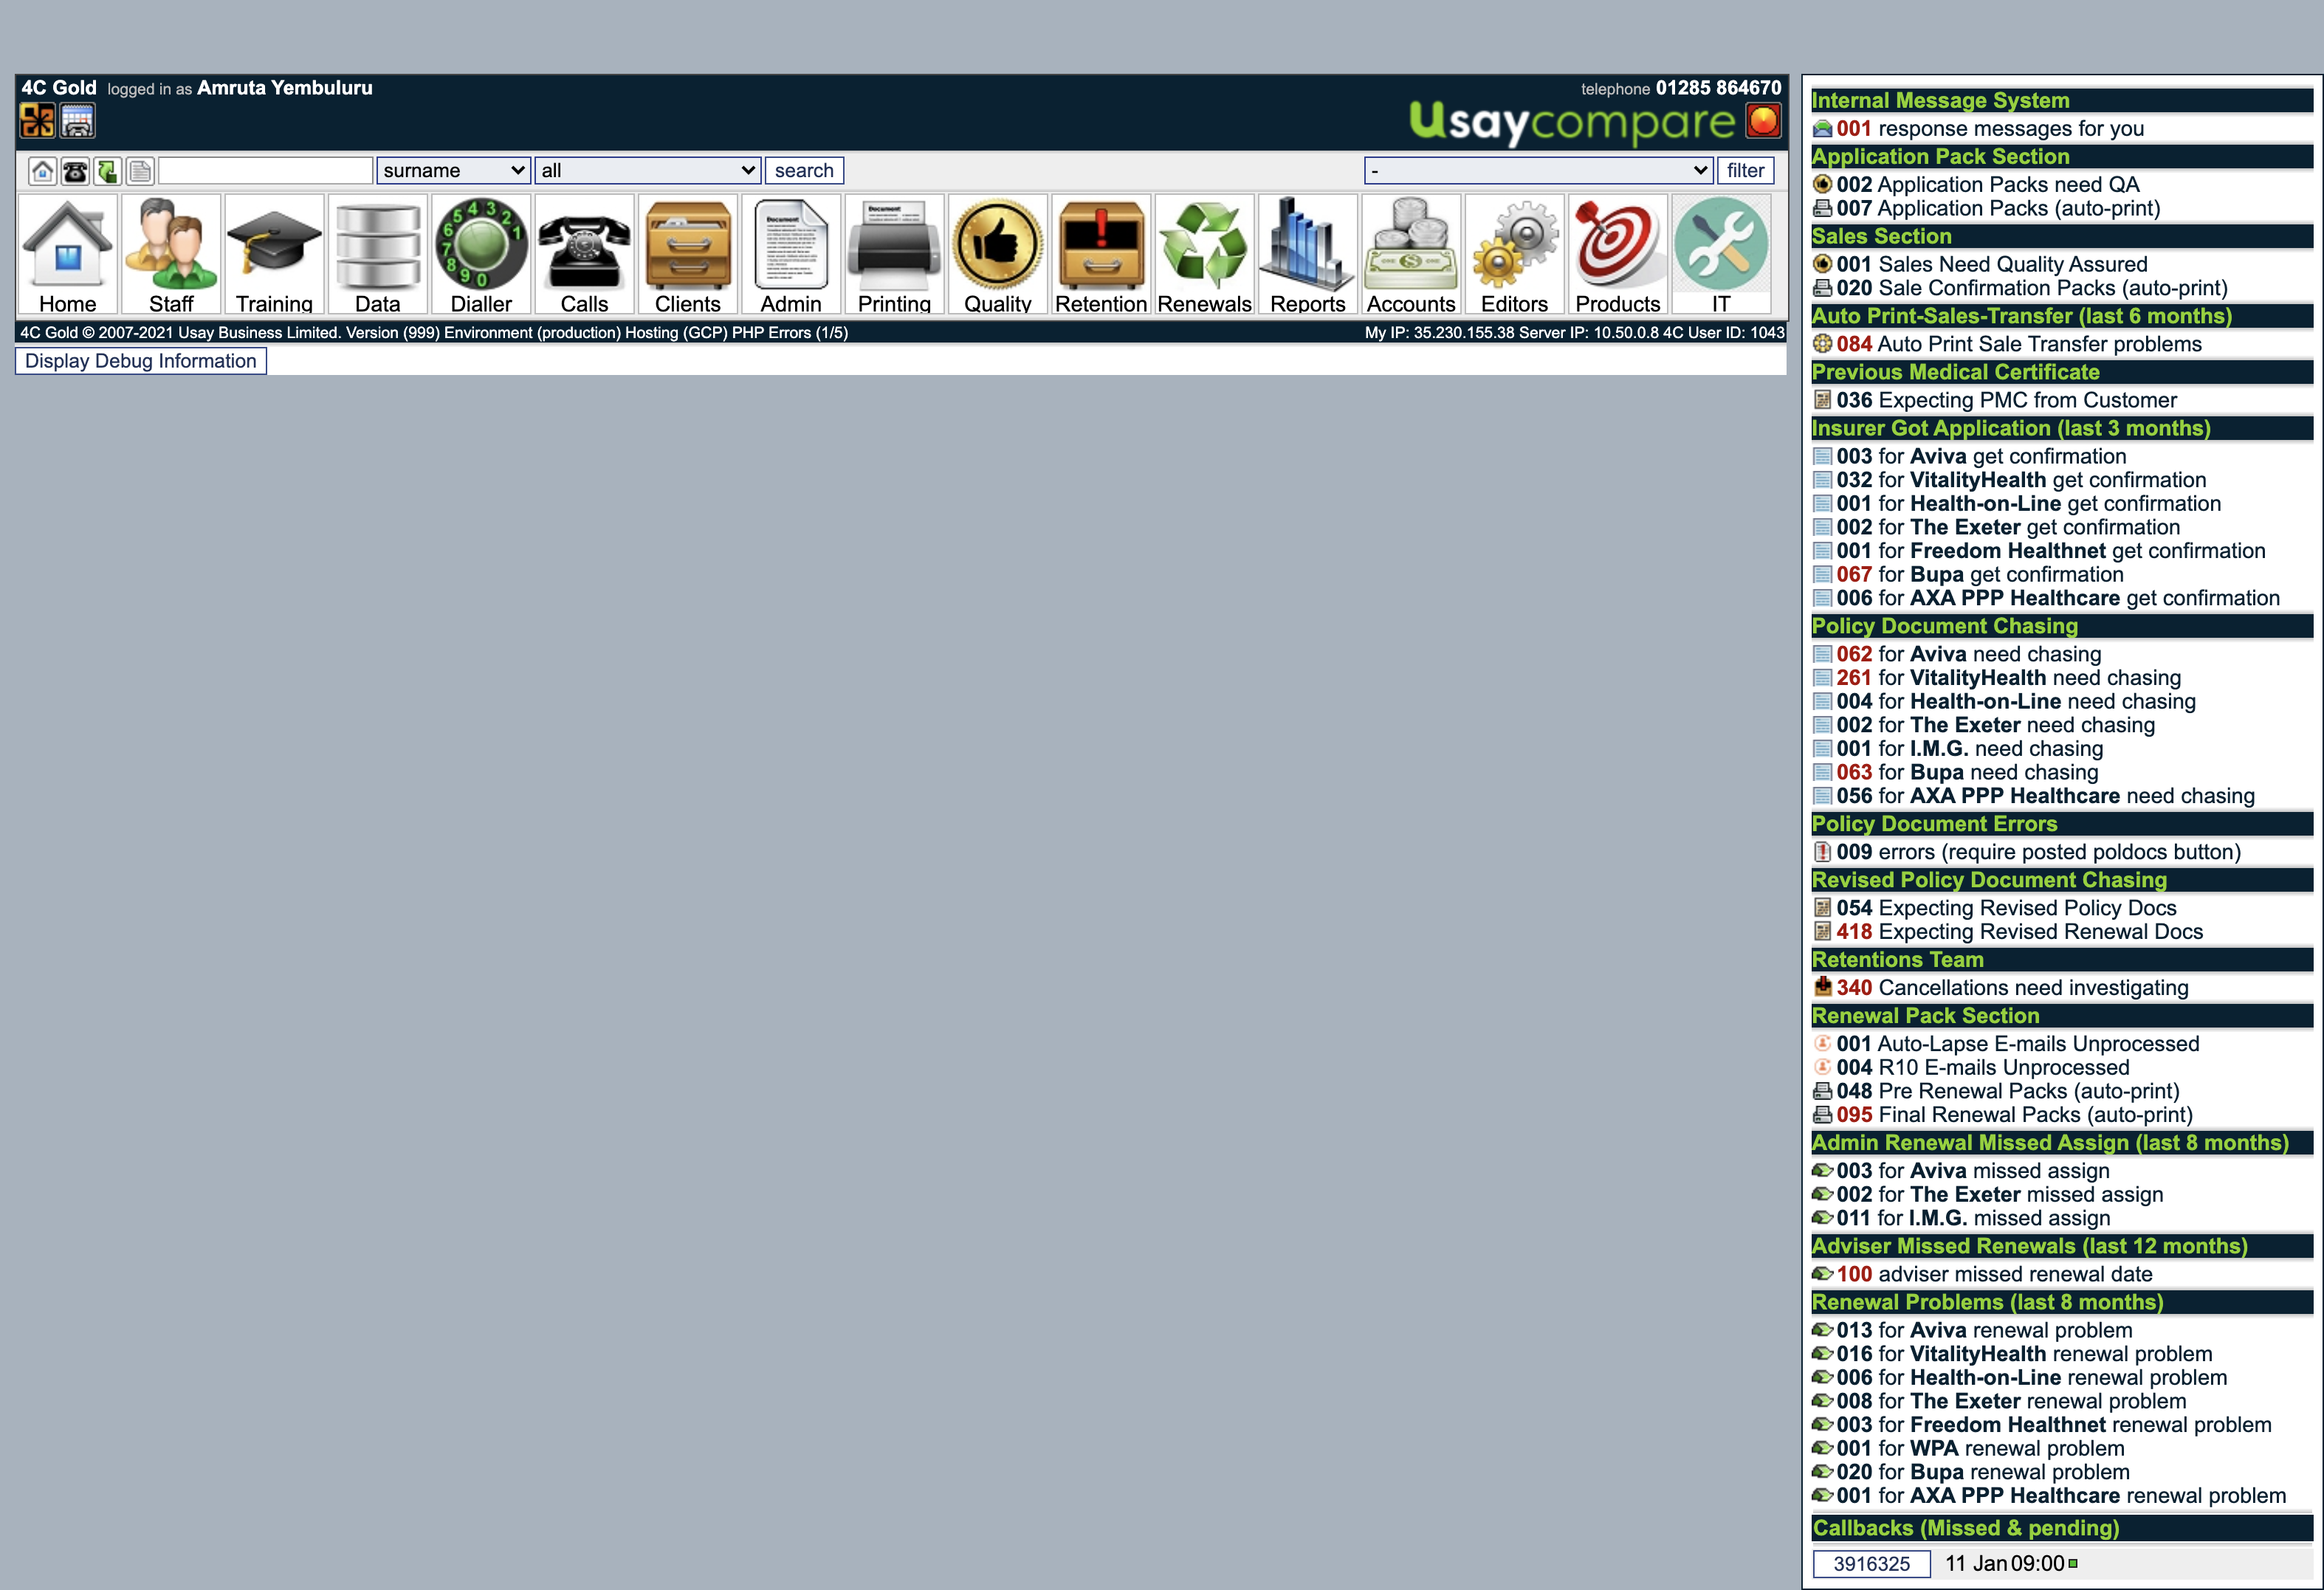 4C Gold logged in as Amruta Yembuluru
telephone 01285 864670
Usaycompare
surname all search - filter
Home Staff Training Data Dialler Calls Clients Admin Printing Quality Retention Renewals Reports Accounts Editors Products IT
4C Gold © 2007-2021 Usay Business Limited. Version (999) Environment (production) Hosting (GCP) PHP Errors (1/5)
My IP: 35.230.155.38 Server IP: 10.50.0.8 4C User ID: 1043
Display Debug Information
Internal Message System
001 response messages for you
Application Pack Section
002 Application Packs need QA
007 Application Packs (auto-print)
Sales Section
001 Sales Need Quality Assured
020 Sale Confirmation Packs (auto-print)
Auto Print-Sales-Transfer (last 6 months)
084 Auto Print Sale Transfer problems
Previous Medical Certificate
036 Expecting PMC from Customer
Insurer Got Application (last 3 months)
003 for Aviva get confirmation
032 for VitalityHealth get confirmation
001 for Health-on-Line get confirmation
002 for The Exeter get confirmation
001 for Freedom Healthnet get confirmation
067 for Bupa get confirmation
006 for AXA PPP Healthcare get confirmation
Policy Document Chasing
062 for Aviva need chasing
261 for VitalityHealth need chasing
004 for Health-on-Line need chasing
002 for The Exeter need chasing
001 for I.M.G. need chasing
063 for Bupa need chasing
056 for AXA PPP Healthcare need chasing
Policy Document Errors
009 errors (require posted poldocs button)
Revised Policy Document Chasing
054 Expecting Revised Policy Docs
418 Expecting Revised Renewal Docs
Retentions Team
340 Cancellations need investigating
Renewal Pack Section
001 Auto-Lapse E-mails Unprocessed
004 R10 E-mails Unprocessed
048 Pre Renewal Packs (auto-print)
095 Final Renewal Packs (auto-print)
Admin Renewal Missed Assign (last 8 months)
003 for Aviva missed assign
002 for The Exeter missed assign
011 for I.M.G. missed assign
Adviser Missed Renewals (last 12 months)
100 adviser missed renewal date
Renewal Problems (last 8 months)
013 for Aviva renewal problem
016 for VitalityHealth renewal problem
006 for Health-on-Line renewal problem
008 for The Exeter renewal problem
003 for Freedom Healthnet renewal problem
001 for WPA renewal problem
020 for Bupa renewal problem
001 for AXA PPP Healthcare renewal problem
Callbacks (Missed & pending)
3916325 11 Jan 09:00